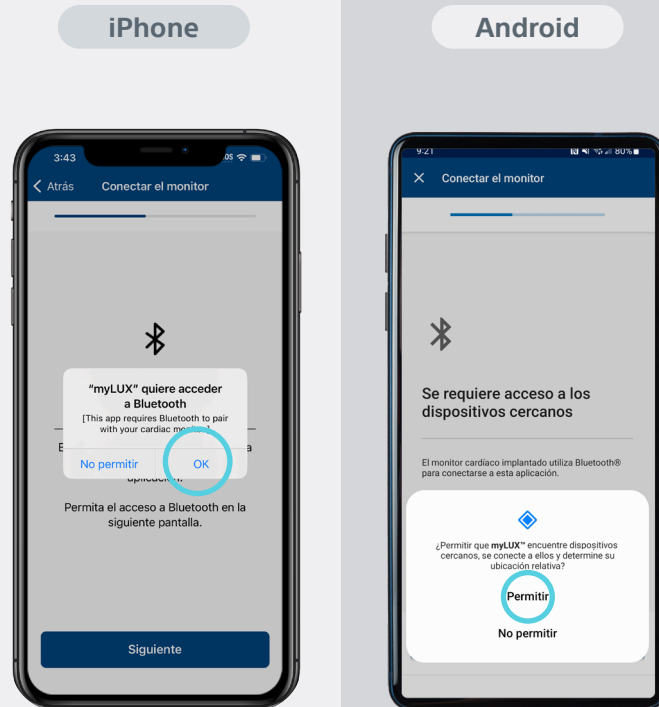 iPhone
3:43
OS
Atrás
Conectar el monitor
"myLUX" quiere acceder
a Bluetooth
[This app requires Bluetooth to pair
with your cardiac
No permitir
OK
Permita el acceso a Bluetooth en la
siguiente pantalla.
Siguiente
Android
9:21
80%
Conectar el monitor
Se requiere acceso a los
dispositivos cercanos
El monitor cardíaco implantado utiliza Bluetooth®
para conectarse a esta aplicación.
¿Permitir que myLUX™ encuentre dispositivos
cercanos, se conecte a ellos y determine su
ubicación relativa?
Permitir
No permitir